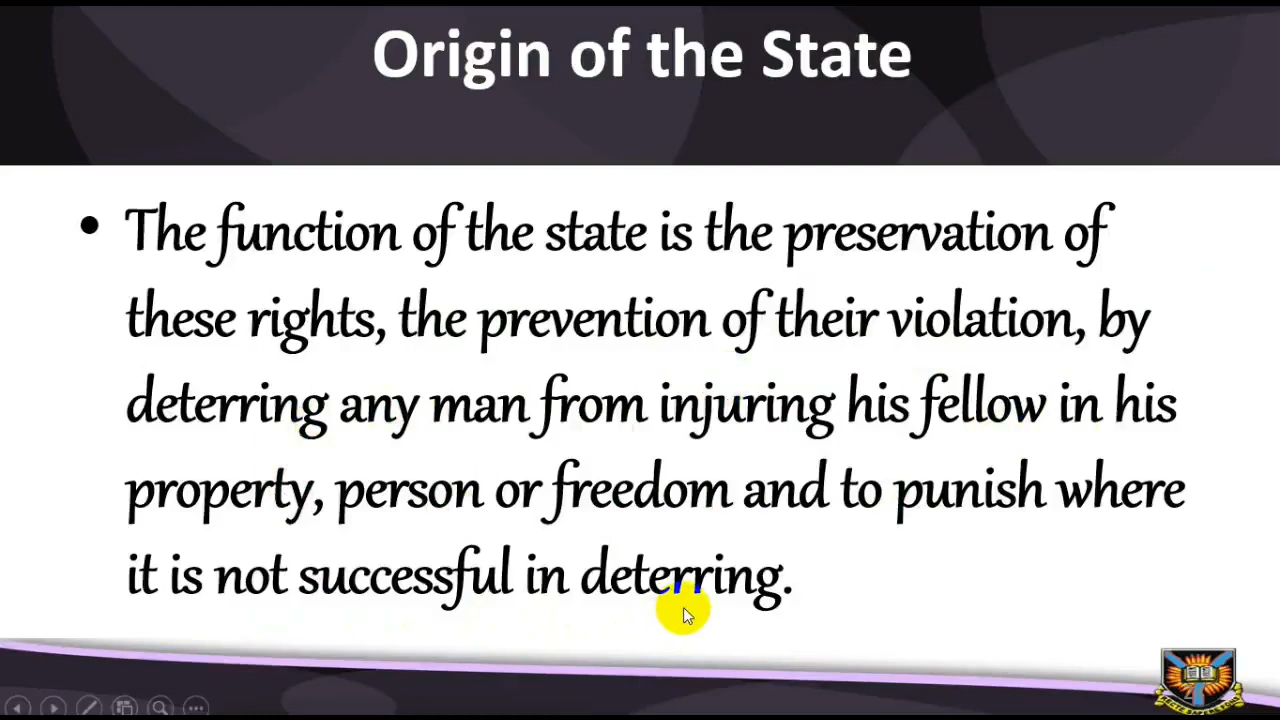 Origin of the State
• The function of the state is the preservation of
these rights, the prevention of their violation, by
deterring any man from injuring his fellow in his
property, person or freedom and to punish where
it is not successful in deterring.